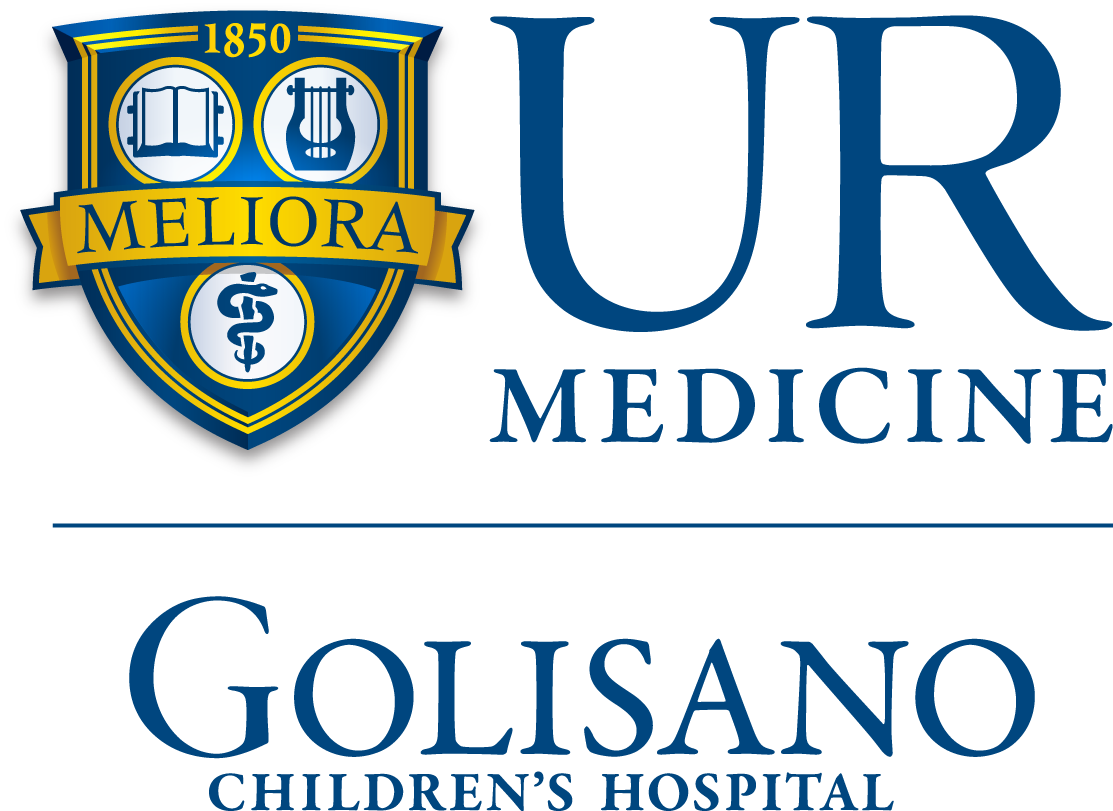 1850
MELIORA
UR
MEDICINE
GOLISANO
CHILDREN'S HOSPITAL